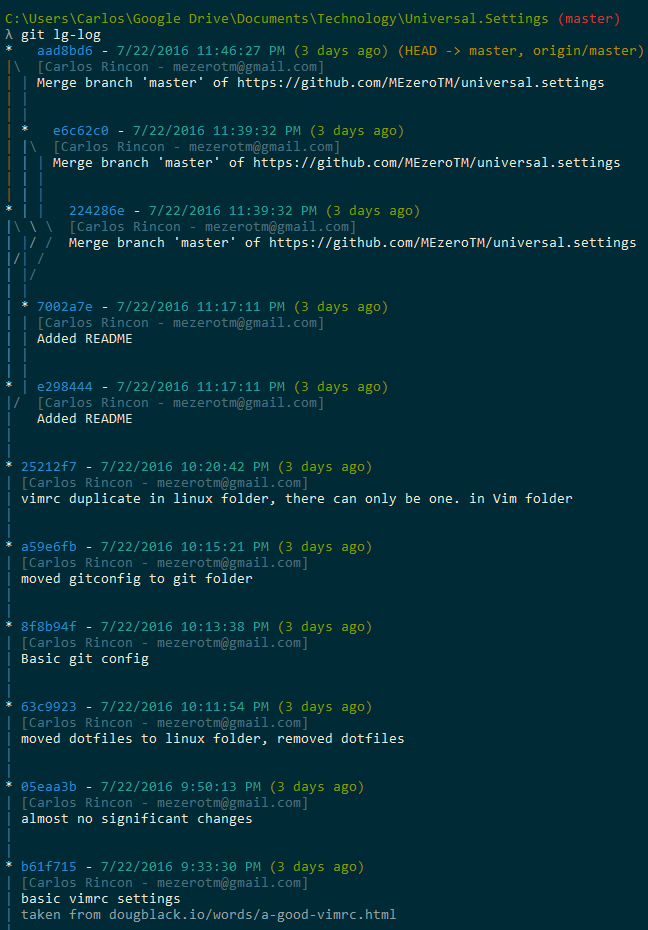 C:\Users\Carlos\Google Drive\Documents\Technology\Universal.Settings (master)
λ git lg-log
*   aad8bd6 - 7/22/2016 11:46:27 PM (3 days ago) (HEAD -> master, origin/master)
|\  [Carlos Rincon - mezerotm@gmail.com]
| | Merge branch 'master' of https://github.com/MEzeroTM/universal.settings
| |
| |
| *   e6c62c0 - 7/22/2016 11:39:32 PM (3 days ago)
| |\  [Carlos Rincon - mezerotm@gmail.com]
| | | Merge branch 'master' of https://github.com/MEzeroTM/universal.settings
| | |
| | |
* | |   224286e - 7/22/2016 11:39:32 PM (3 days ago)
|\ \ \  [Carlos Rincon - mezerotm@gmail.com]
| |/ /  Merge branch 'master' of https://github.com/MEzeroTM/universal.settings
|/| /
| |/
| |
| * 7002a7e - 7/22/2016 11:17:11 PM (3 days ago)
| | [Carlos Rincon - mezerotm@gmail.com]
| | Added README
| |
| |
* | e298444 - 7/22/2016 11:17:11 PM (3 days ago)
|/  [Carlos Rincon - mezerotm@gmail.com]
|   Added README
|
|
* 25212f7 - 7/22/2016 10:20:42 PM (3 days ago)
| [Carlos Rincon - mezerotm@gmail.com]
| vimrc duplicate in linux folder, there can only be one. in Vim folder
|
|
* a59e6fb - 7/22/2016 10:15:21 PM (3 days ago)
| [Carlos Rincon - mezerotm@gmail.com]
| moved gitconfig to git folder
|
|
* 8f8b94f - 7/22/2016 10:13:38 PM (3 days ago)
| [Carlos Rincon - mezerotm@gmail.com]
| Basic git config
|
|
* 63c9923 - 7/22/2016 10:11:54 PM (3 days ago)
| [Carlos Rincon - mezerotm@gmail.com]
| moved dotfiles to linux folder, removed dotfiles
|
|
* 05eaa3b - 7/22/2016 9:50:13 PM (3 days ago)
| [Carlos Rincon - mezerotm@gmail.com]
| almost no significant changes
|
|
* b61f715 - 7/22/2016 9:33:30 PM (3 days ago)
| [Carlos Rincon - mezerotm@gmail.com]
| basic vimrc settings
| taken from dougblack.io/words/a-good-vimrc.html
|